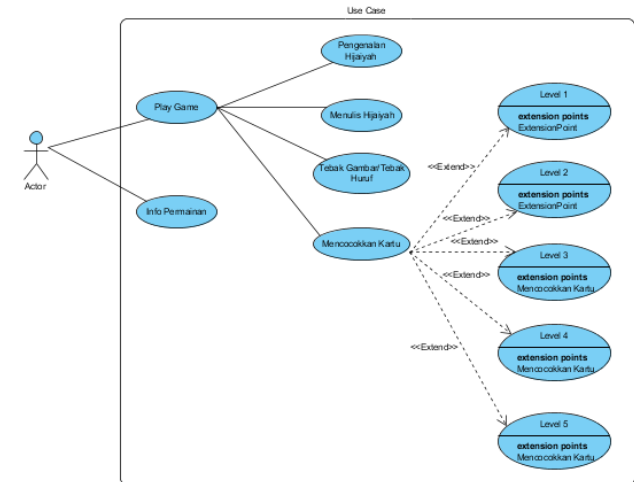 Use Case
Pengenalan
Hijaiyah
Play Game
Menulis Hijaiyah
Tebak Gambar/Tebak
Huruf
Mencocokkan Kartu
Info Permainan
Actor
Level 1
extension points
ExtensionPoint
<<Extend>>
Level 2
extension points
ExtensionPoint
<<Extend>>
<<Extend>>
Level 3
extension points
Mencocokkan Kartu
<<Extend>>
Level 4
extension points
Mencocokkan Kartu
<<Extend>>
Level 5
extension points
Mencocokkan Kartu